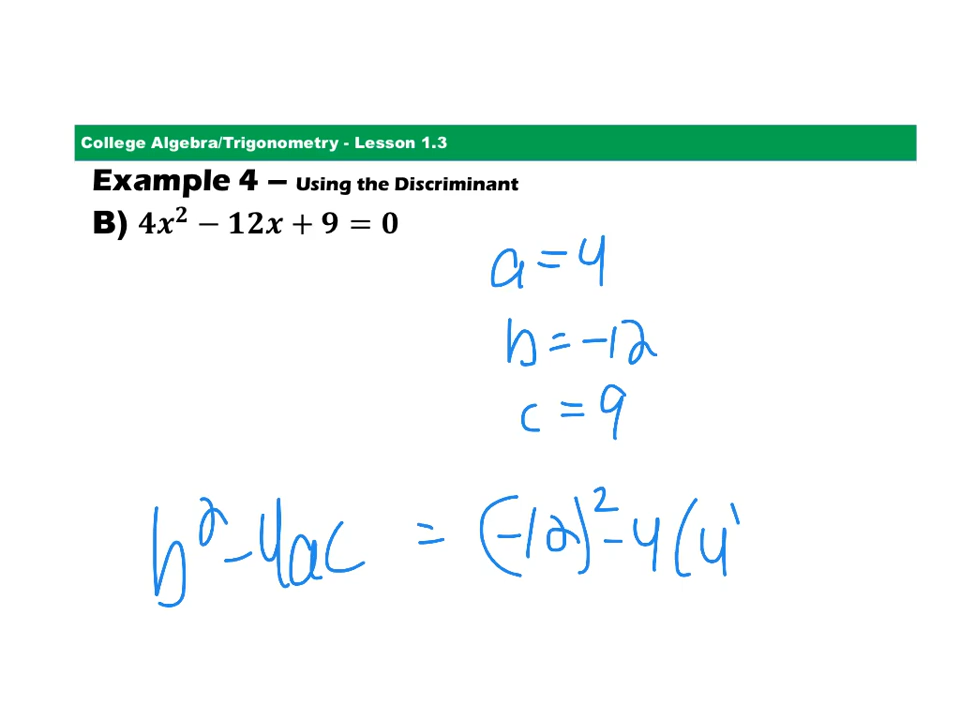 College Algebra/Trigonometry - Lesson 1.3
Example 4 – Using the Discriminant
B) 4x² − 12x + 9 = 0
a = 4
b = -12
c = 9
b² - 4ac = (-12)² - 4(4